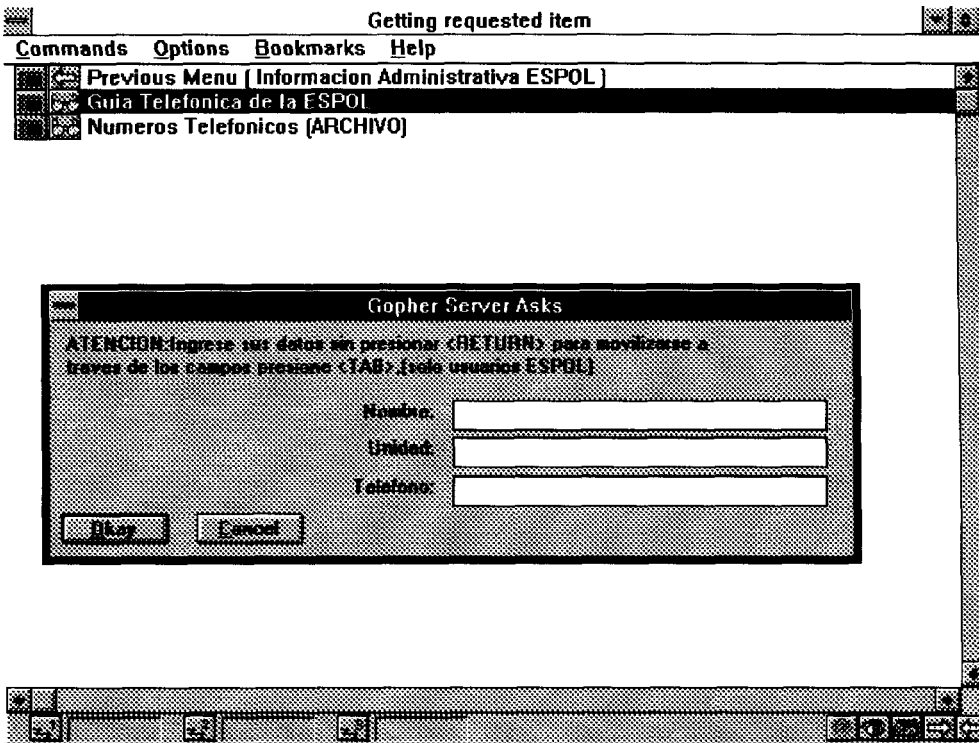 Getting requested item
Commands Options Bookmarks Help
Previous Menu (Informacion Administrativa ESPOL)
Guia Telefonica de la ESPOL
Numeros Telefonicos (ARCHIVO)
Gopher Server Asks
ATENCION:Ingrese sus datos sin presionar <RETURN> para movilizarse a
traves de los campos presione <TAB>,(solo usuarios ESPOL)
Nombre:
Unidad:
Telefono:
Okay Cancel